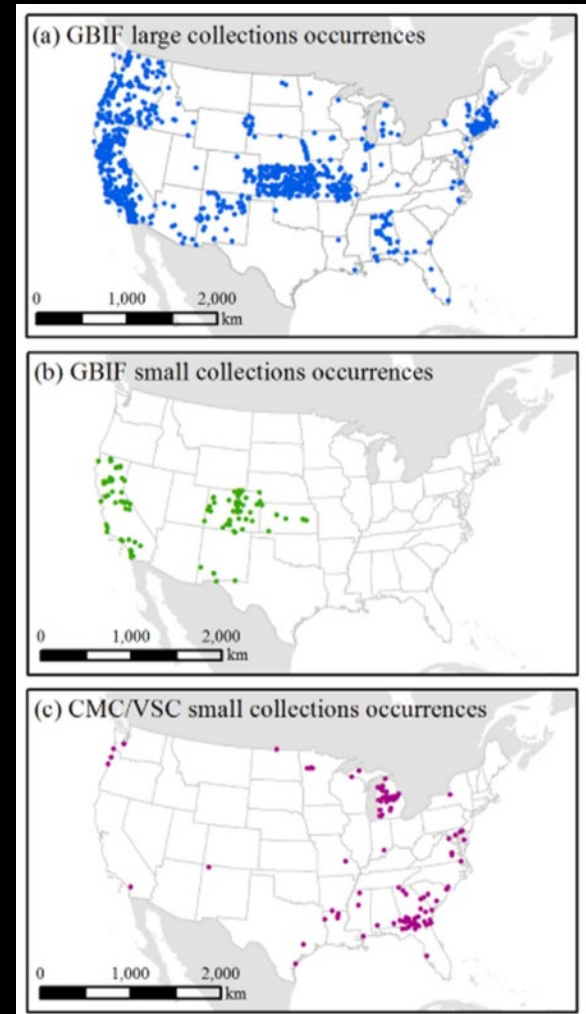 (a) GBIF large collections occurrences
0 1,000 2,000
km
(b) GBIF small collections occurrences
0 1,000 2,000
km
(c) CMC/VSC small collections occurrences
0 1,000 2,000
km